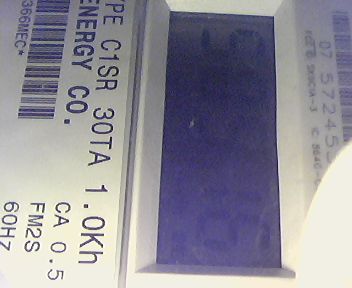 366MEC*
PE C1SR 30TA 1.0Kh
ENERGY CO.
CA 0.5
FM2S
60HZ
07 57245